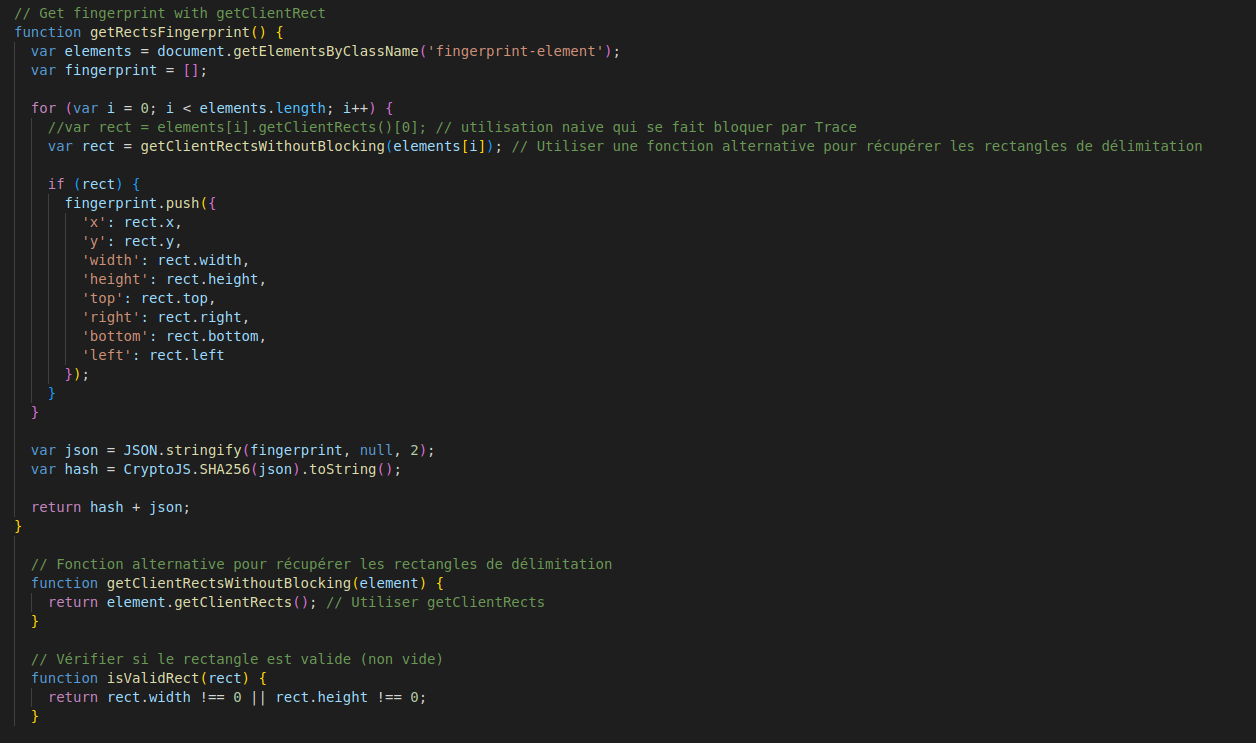 // Get fingerprint with getClientRect
function getRectsFingerprint() {
  var elements = document.getElementsByClassName('fingerprint-element');
  var fingerprint = [];

  for (var i = 0; i < elements.length; i++) {
    //var rect = elements[i].getClientRects()[0]; // utilisation naive qui se fait bloquer par Trace
    var rect = getClientRectsWithoutBlocking(elements[i]); // Utiliser une fonction alternative pour récupérer les rectangles de délimitation

    if (rect) {
      fingerprint.push({
        'x': rect.x,
        'y': rect.y,
        'width': rect.width,
        'height': rect.height,
        'top': rect.top,
        'right': rect.right,
        'bottom': rect.bottom,
        'left': rect.left
      });
    }
  }

  var json = JSON.stringify(fingerprint, null, 2);
  var hash = CryptoJS.SHA256(json).toString();

  return hash + json;
}

  // Fonction alternative pour récupérer les rectangles de délimitation
  function getClientRectsWithoutBlocking(element) {
    return element.getClientRects(); // Utiliser getClientRects
  }

  // Vérifier si le rectangle est valide (non vide)
  function isValidRect(rect) {
    return rect.width !== 0 || rect.height !== 0;
  }